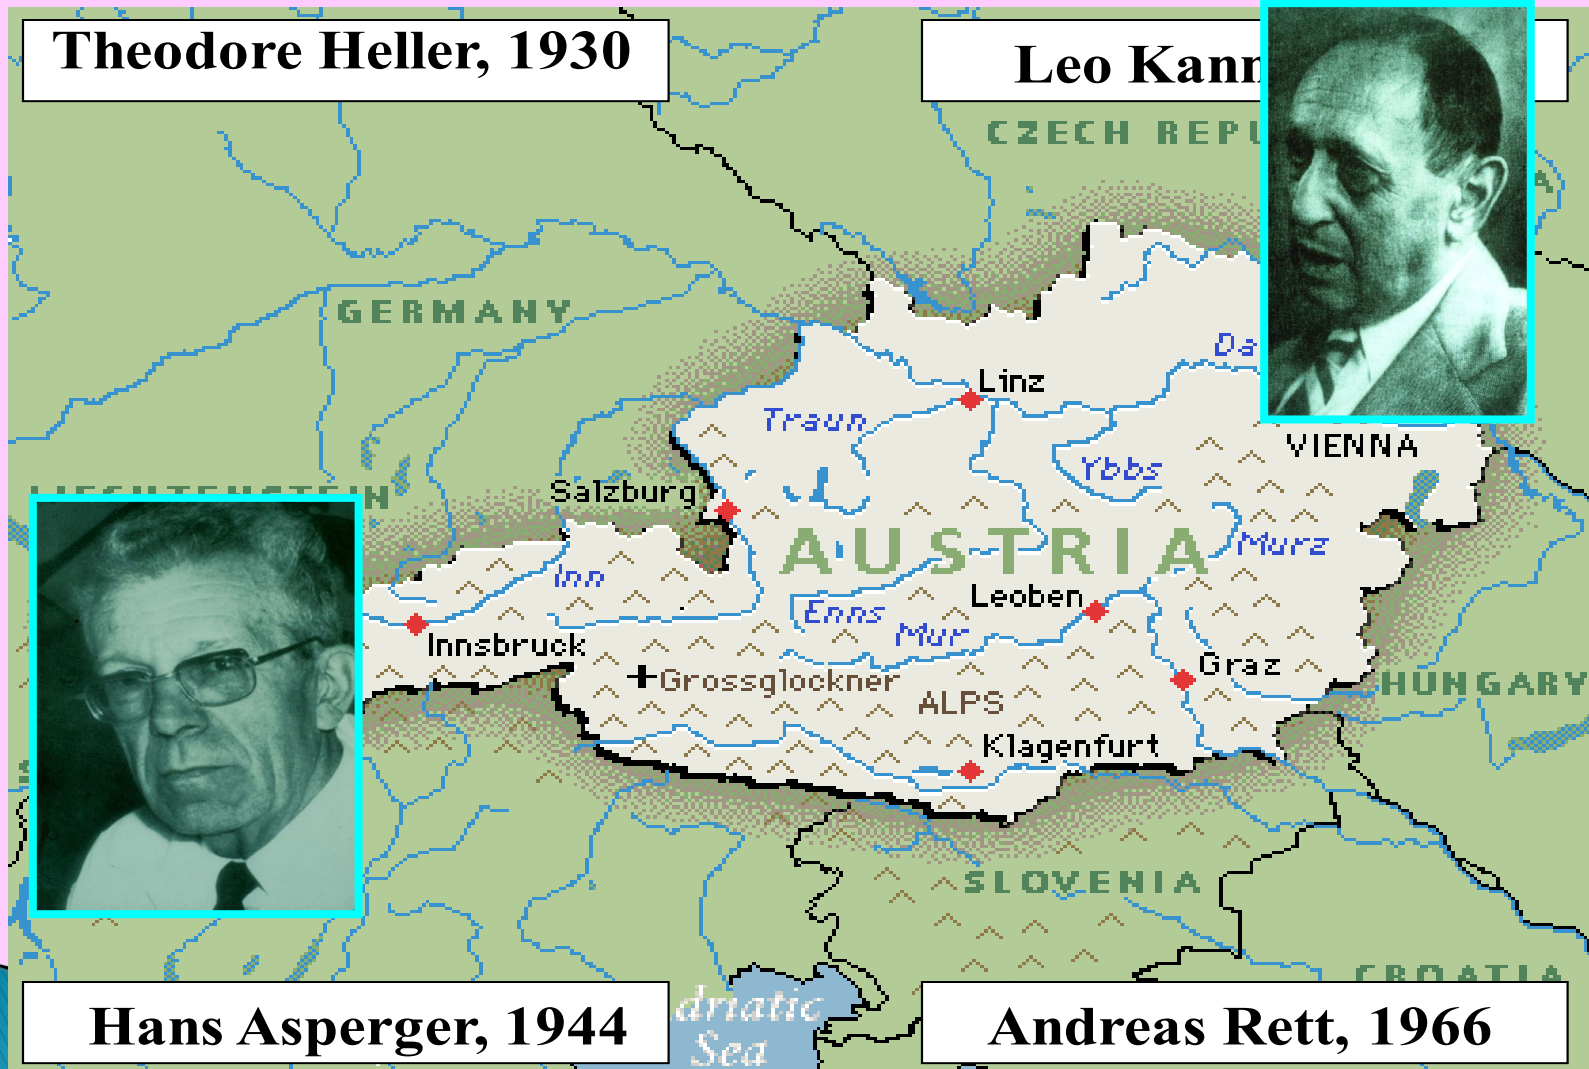 Theodore Heller, 1930
Leo Kann
CZECH REPU
GERMANY
Da
Linz
Traun
VIENNA
Ybbs
LIECHTENSTEIN
Salzburg
AUSTRIA
Murz
Inn
Enns
Leoben
Mur
Innsbruck
Graz
Grossglockner
ALPS
HUNGARY
Klagenfurt
SLOVENIA
CROATIA
driatic
Sea
Hans Asperger, 1944
Andreas Rett, 1966